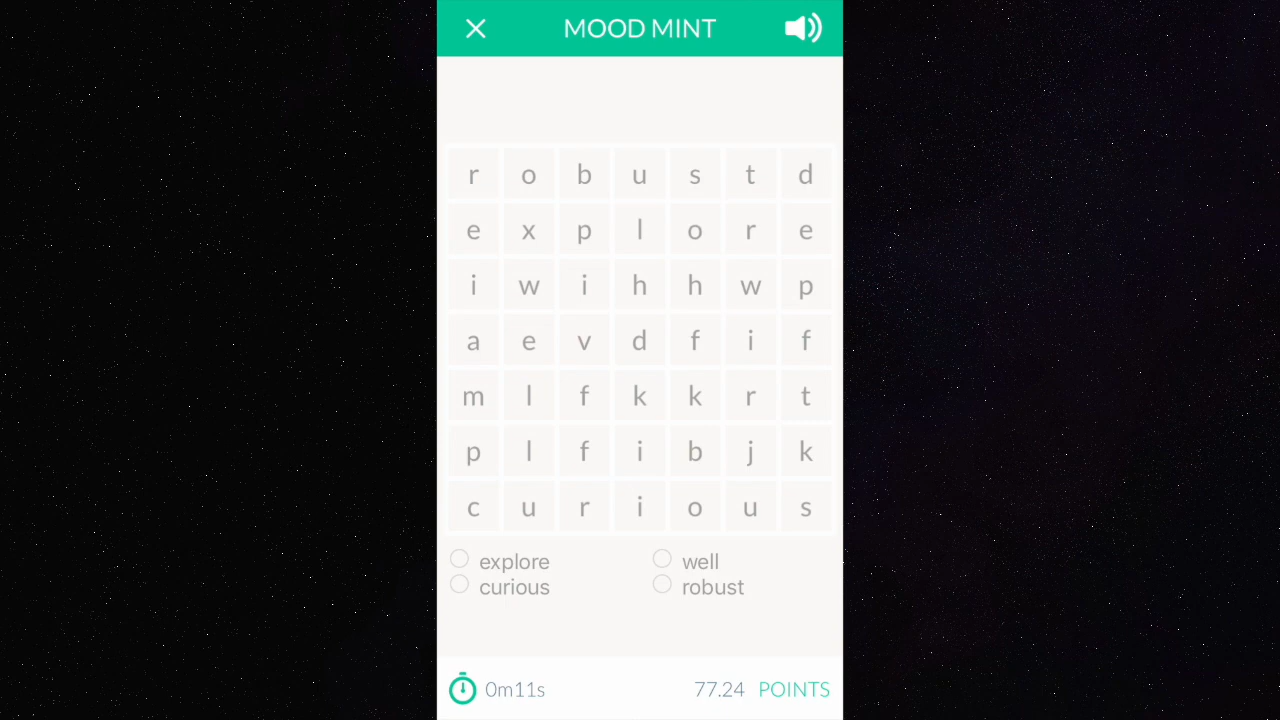 MOOD MINT
r o b u s t d
e x p l o r e
i w i h h w p
a e v d f i f
m l f k k r t
p l f i b j k
c u r i o u s
explore well
curious robust
0m11s 77.24 POINTS